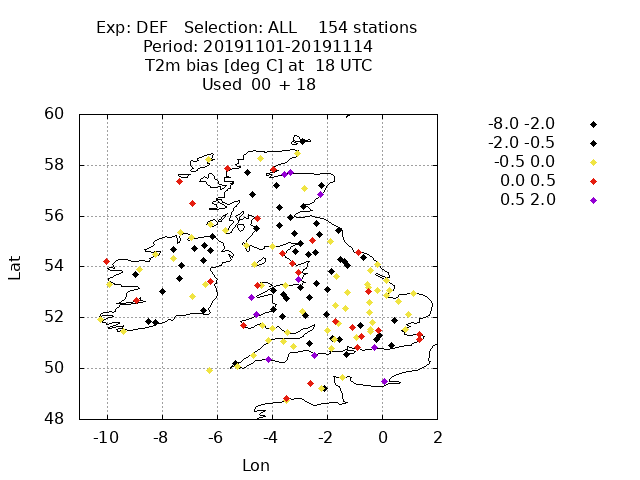 Exp: DEF Selection: ALL 154 stations
Period: 20191101-20191114
T2m bias [deg C] at 18 UTC
Used 00 + 18
60
58
56
54
52
50
48
Lat
-10 -8 -6 -4 -2 0 2
Lon
-8.0 -2.0
-2.0 -0.5
-0.5 0.0
0.0 0.5
0.5 2.0